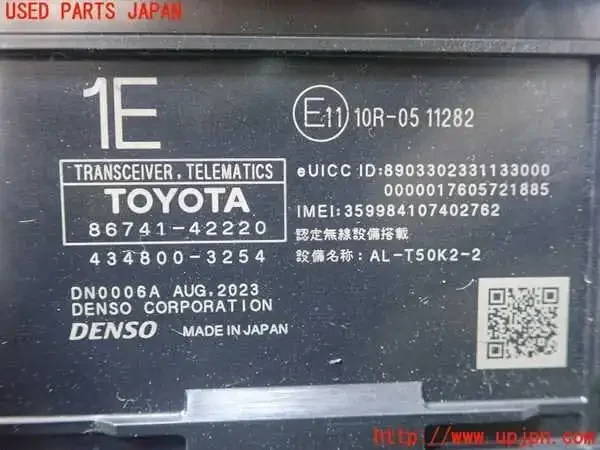 USED PARTS JAPAN
1E
E11 10R-05 11282
TRANSCEIVER, TELEMATICS
TOYOTA
86741-42220
434800-3254
eUICC ID:8903302331133000
0000017605721885
IMEI:359984107402762
認定無線設備搭載
設備名称: AL-T50K2-2
DN0006A AUG.2023
DENSO CORPORATION
DENSO MADE IN JAPAN
http://www.upjpn.com/